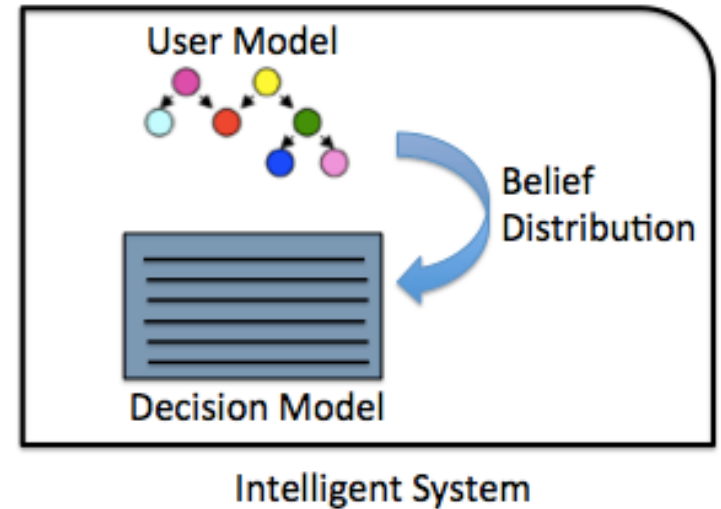 User Model
Belief
Distribution
Decision Model
Intelligent System